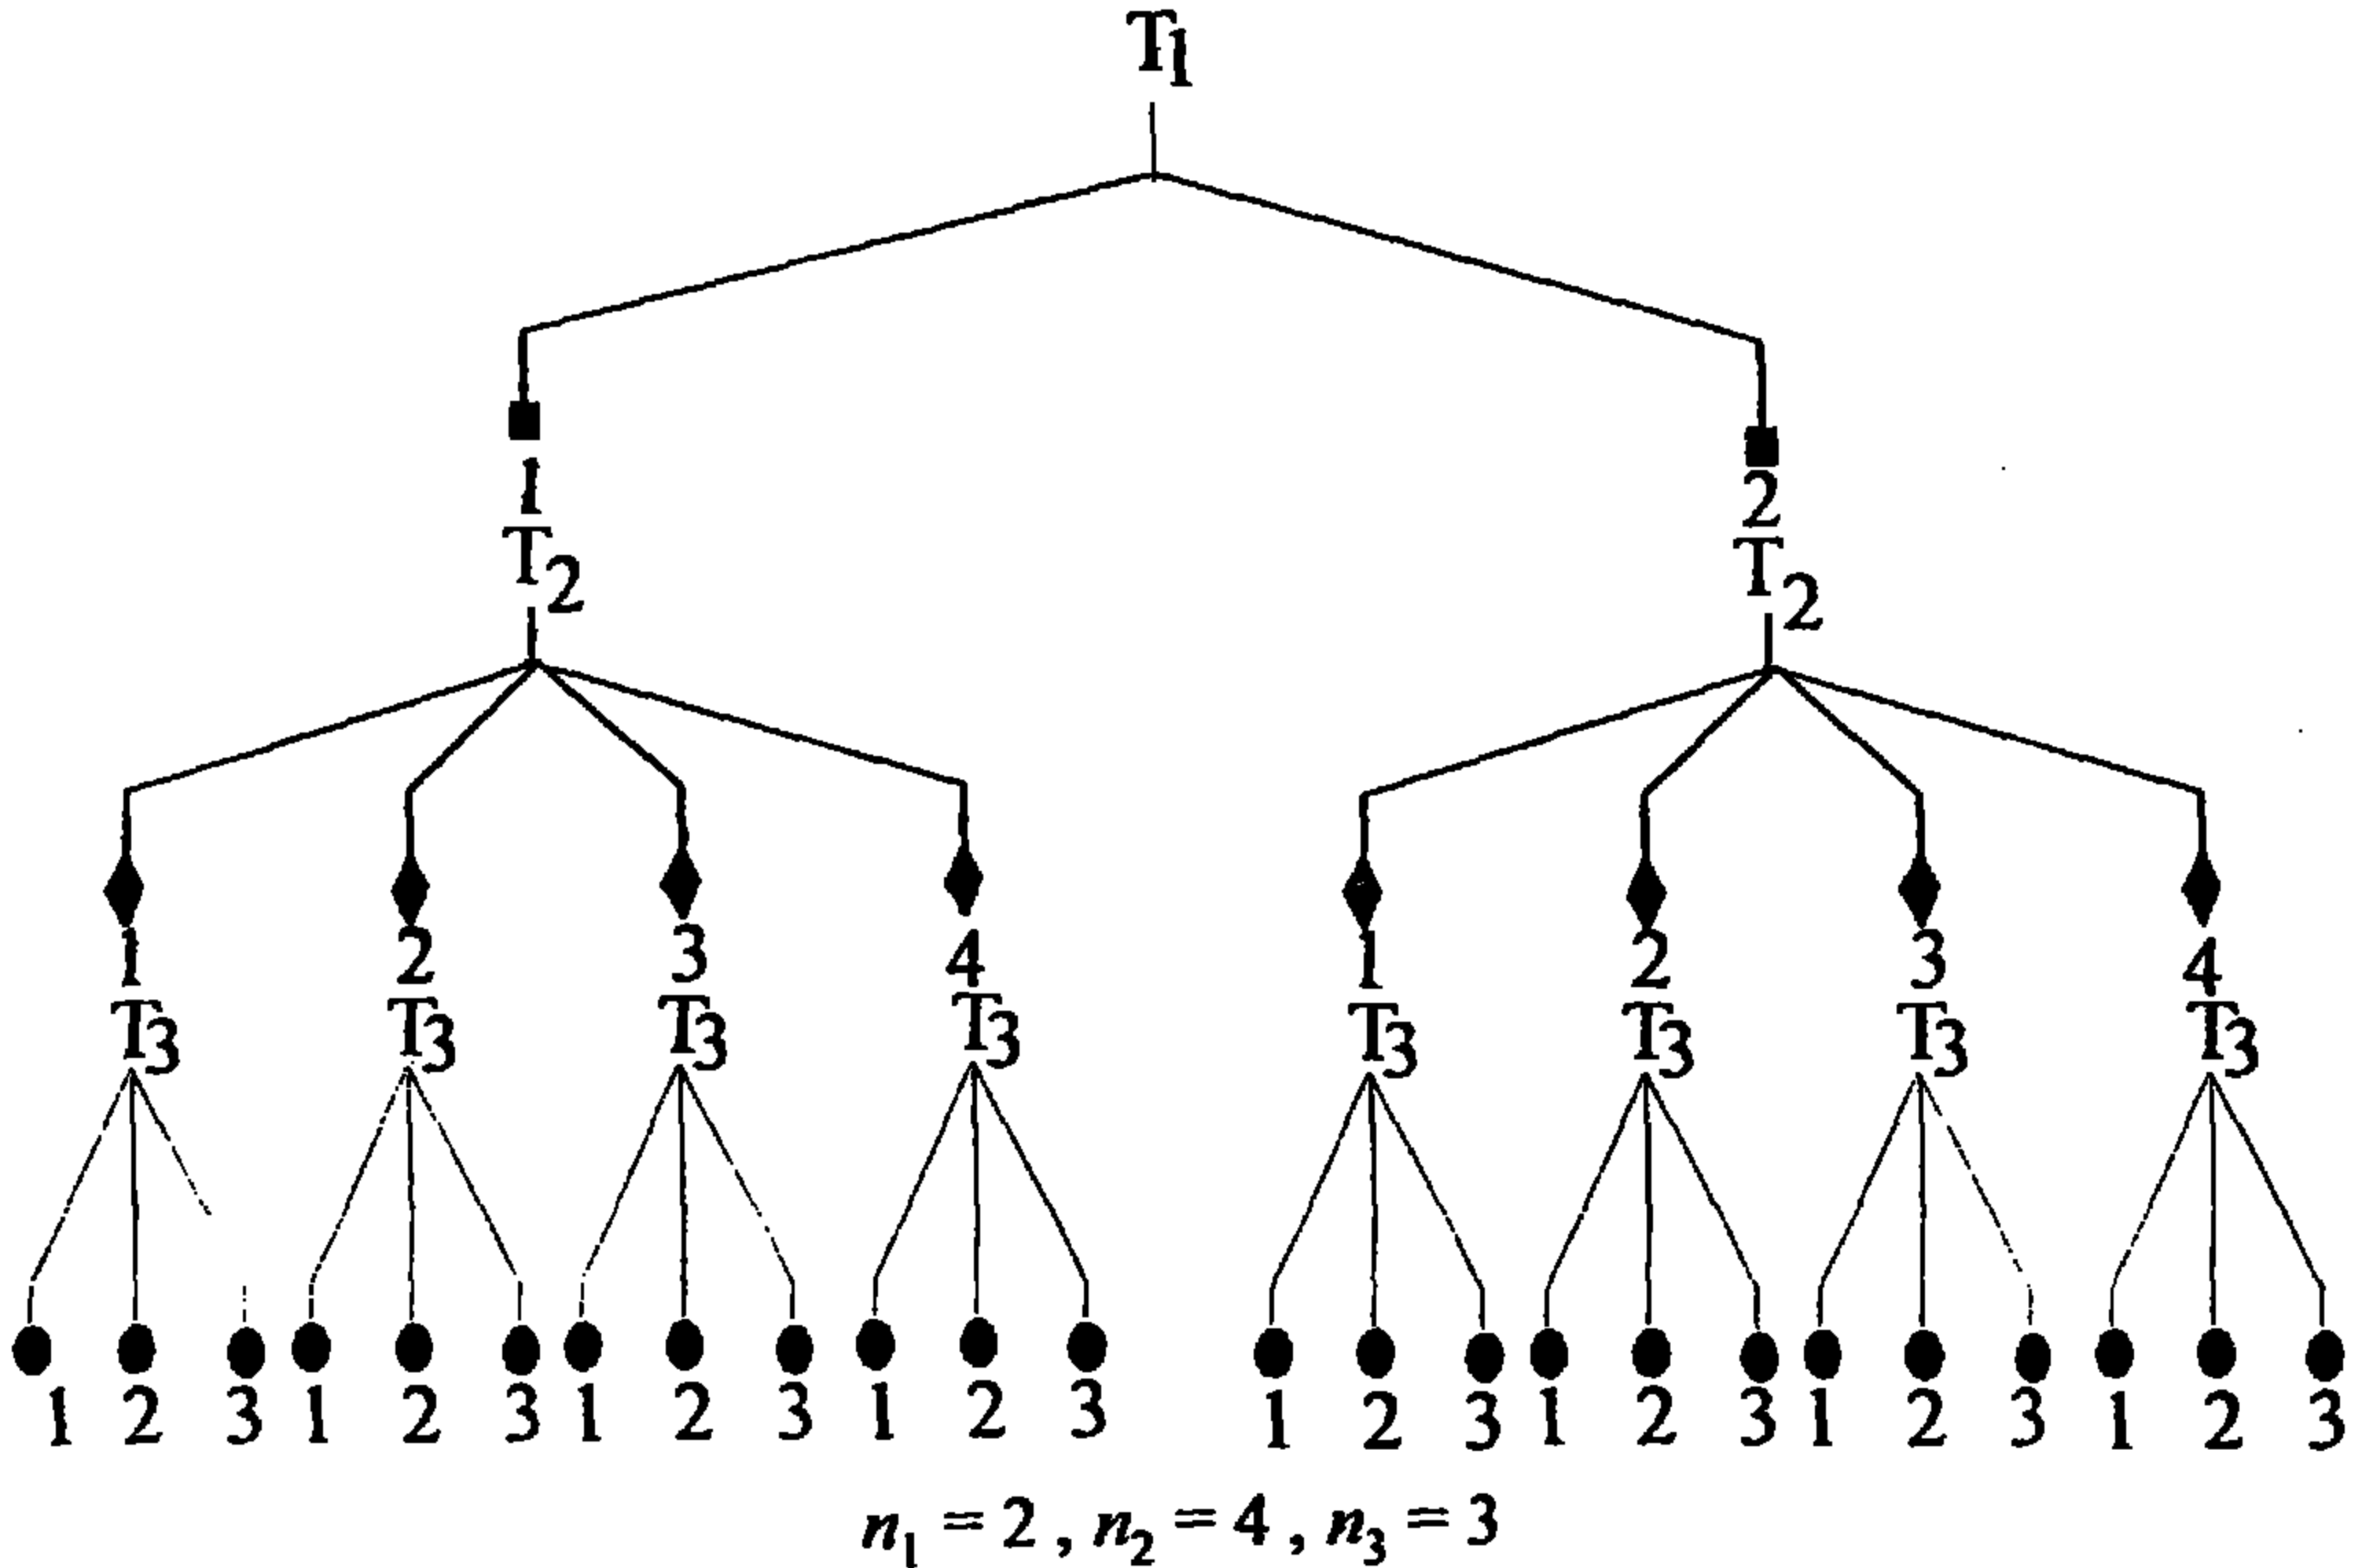 T₁
1 2
T₂ T₂
1 2 3 4 1 2 3 4
T₃ T₃ T₃ T₃ T₃ T₃ T₃ T₃
1 2 3 1 2 3 1 2 3 1 2 3 1 2 3 1 2 3 1 2 3 1 2 3
n₁ = 2 , n₂ = 4 , n₃ = 3